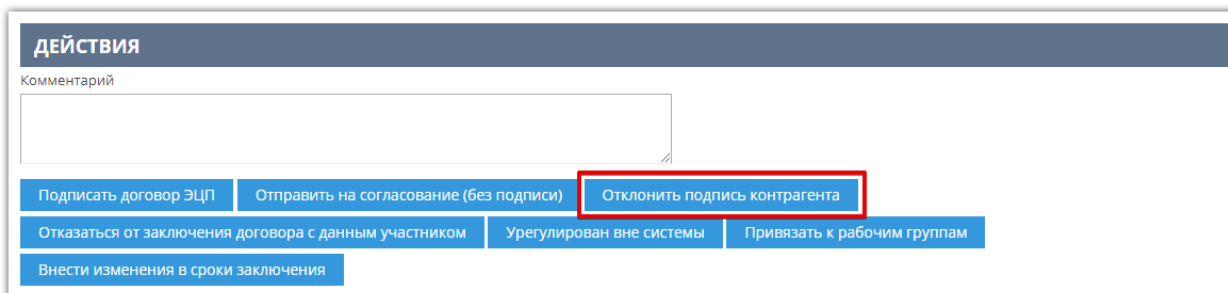 ДЕЙСТВИЯ
Комментарий
Подписать договор ЭЦП Отправить на согласование (без подписи) Отклонить подпись контрагента
Отказаться от заключения договора с данным участником Урегулирован вне системы Привязать к рабочим группам
Внести изменения в сроки заключения